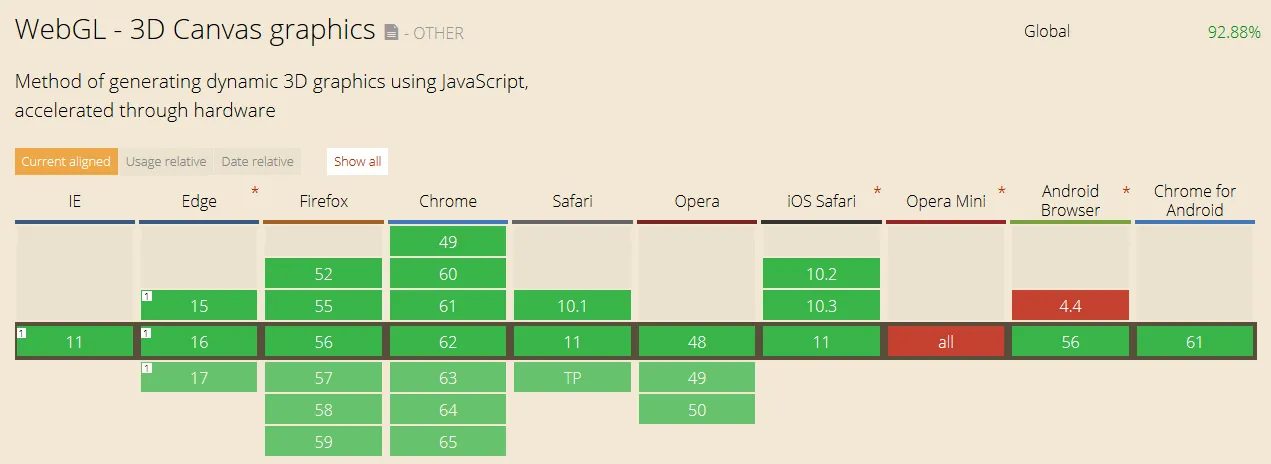 WebGL - 3D Canvas graphics - OTHER
Global 92.88%
Method of generating dynamic 3D graphics using JavaScript,
accelerated through hardware
Current aligned Usage relative Date relative Show all
IE Edge * Firefox Chrome Safari Opera iOS Safari * Opera Mini * Android Browser * Chrome for Android
49
52 60 10.2
1 15 55 61 10.1 10.3 4.4
1 11 1 16 56 62 11 48 11 all 56 61
1 17 57 63 TP 49
58 64 50
59 65